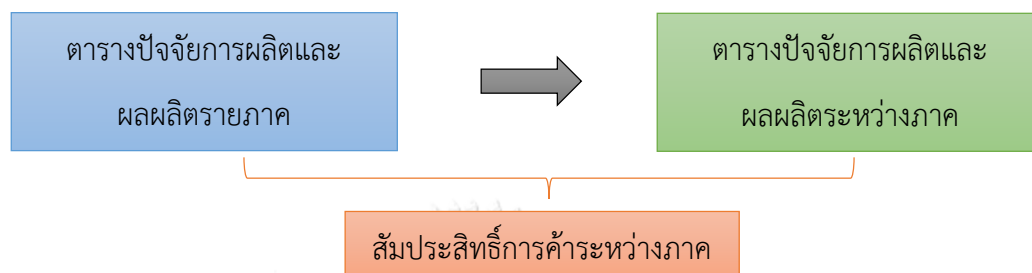 ตารางปัจจัยการผลิตและ
ผลผลิตรายภาค
ตารางปัจจัยการผลิตและ
ผลผลิตระหว่างภาค
สัมประสิทธิ์การค้าระหว่างภาค